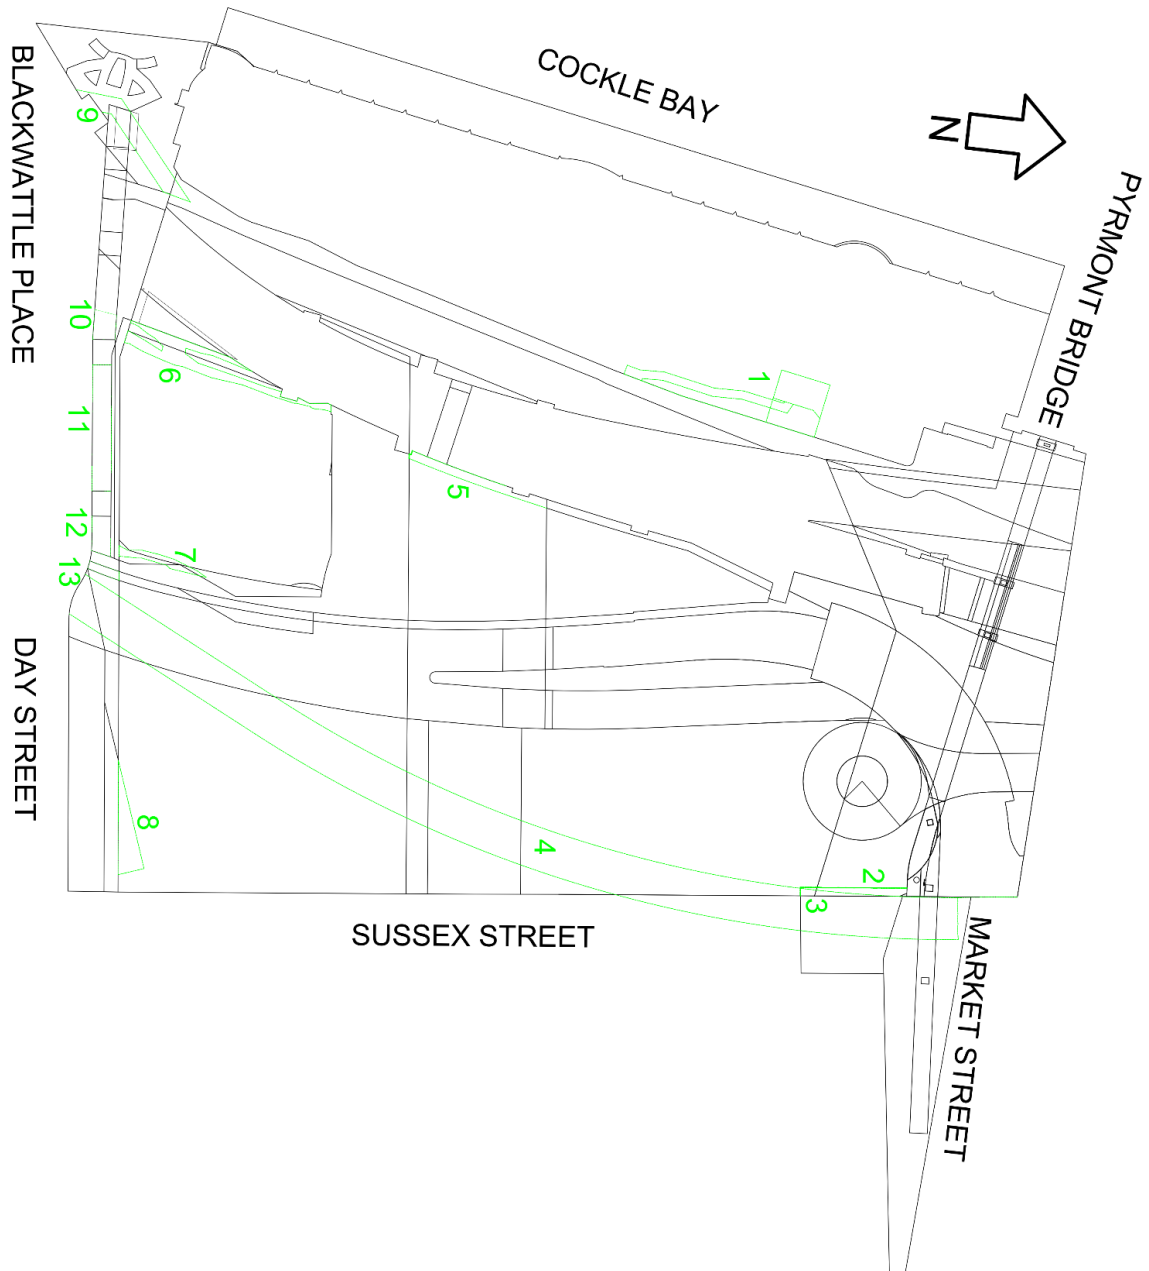 COCKLE BAY
N
PYRMONT BRIDGE
BLACKWATTLE PLACE
9
10
1
6
11
5
12
7
13
DAY STREET
8
4
2
3
SUSSEX STREET
MARKET STREET